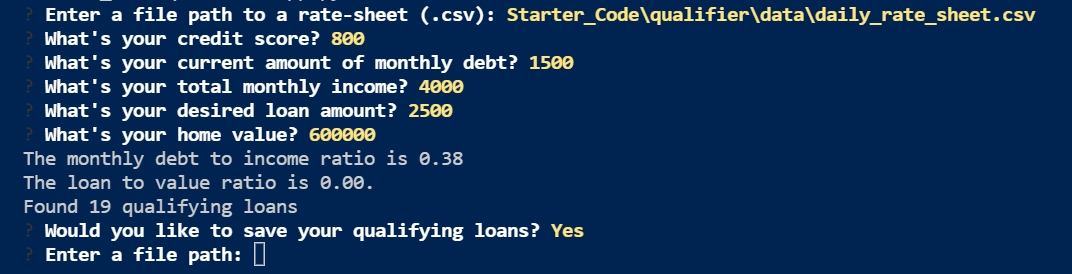 ? Enter a file path to a rate-sheet (.csv): Starter_Code\qualifier\data\daily_rate_sheet.csv
? What's your credit score? 800
? What's your current amount of monthly debt? 1500
? What's your total monthly income? 4000
? What's your desired loan amount? 2500
? What's your home value? 600000
The monthly debt to income ratio is 0.38
The loan to value ratio is 0.00.
Found 19 qualifying loans
? Would you like to save your qualifying loans? Yes
? Enter a file path: